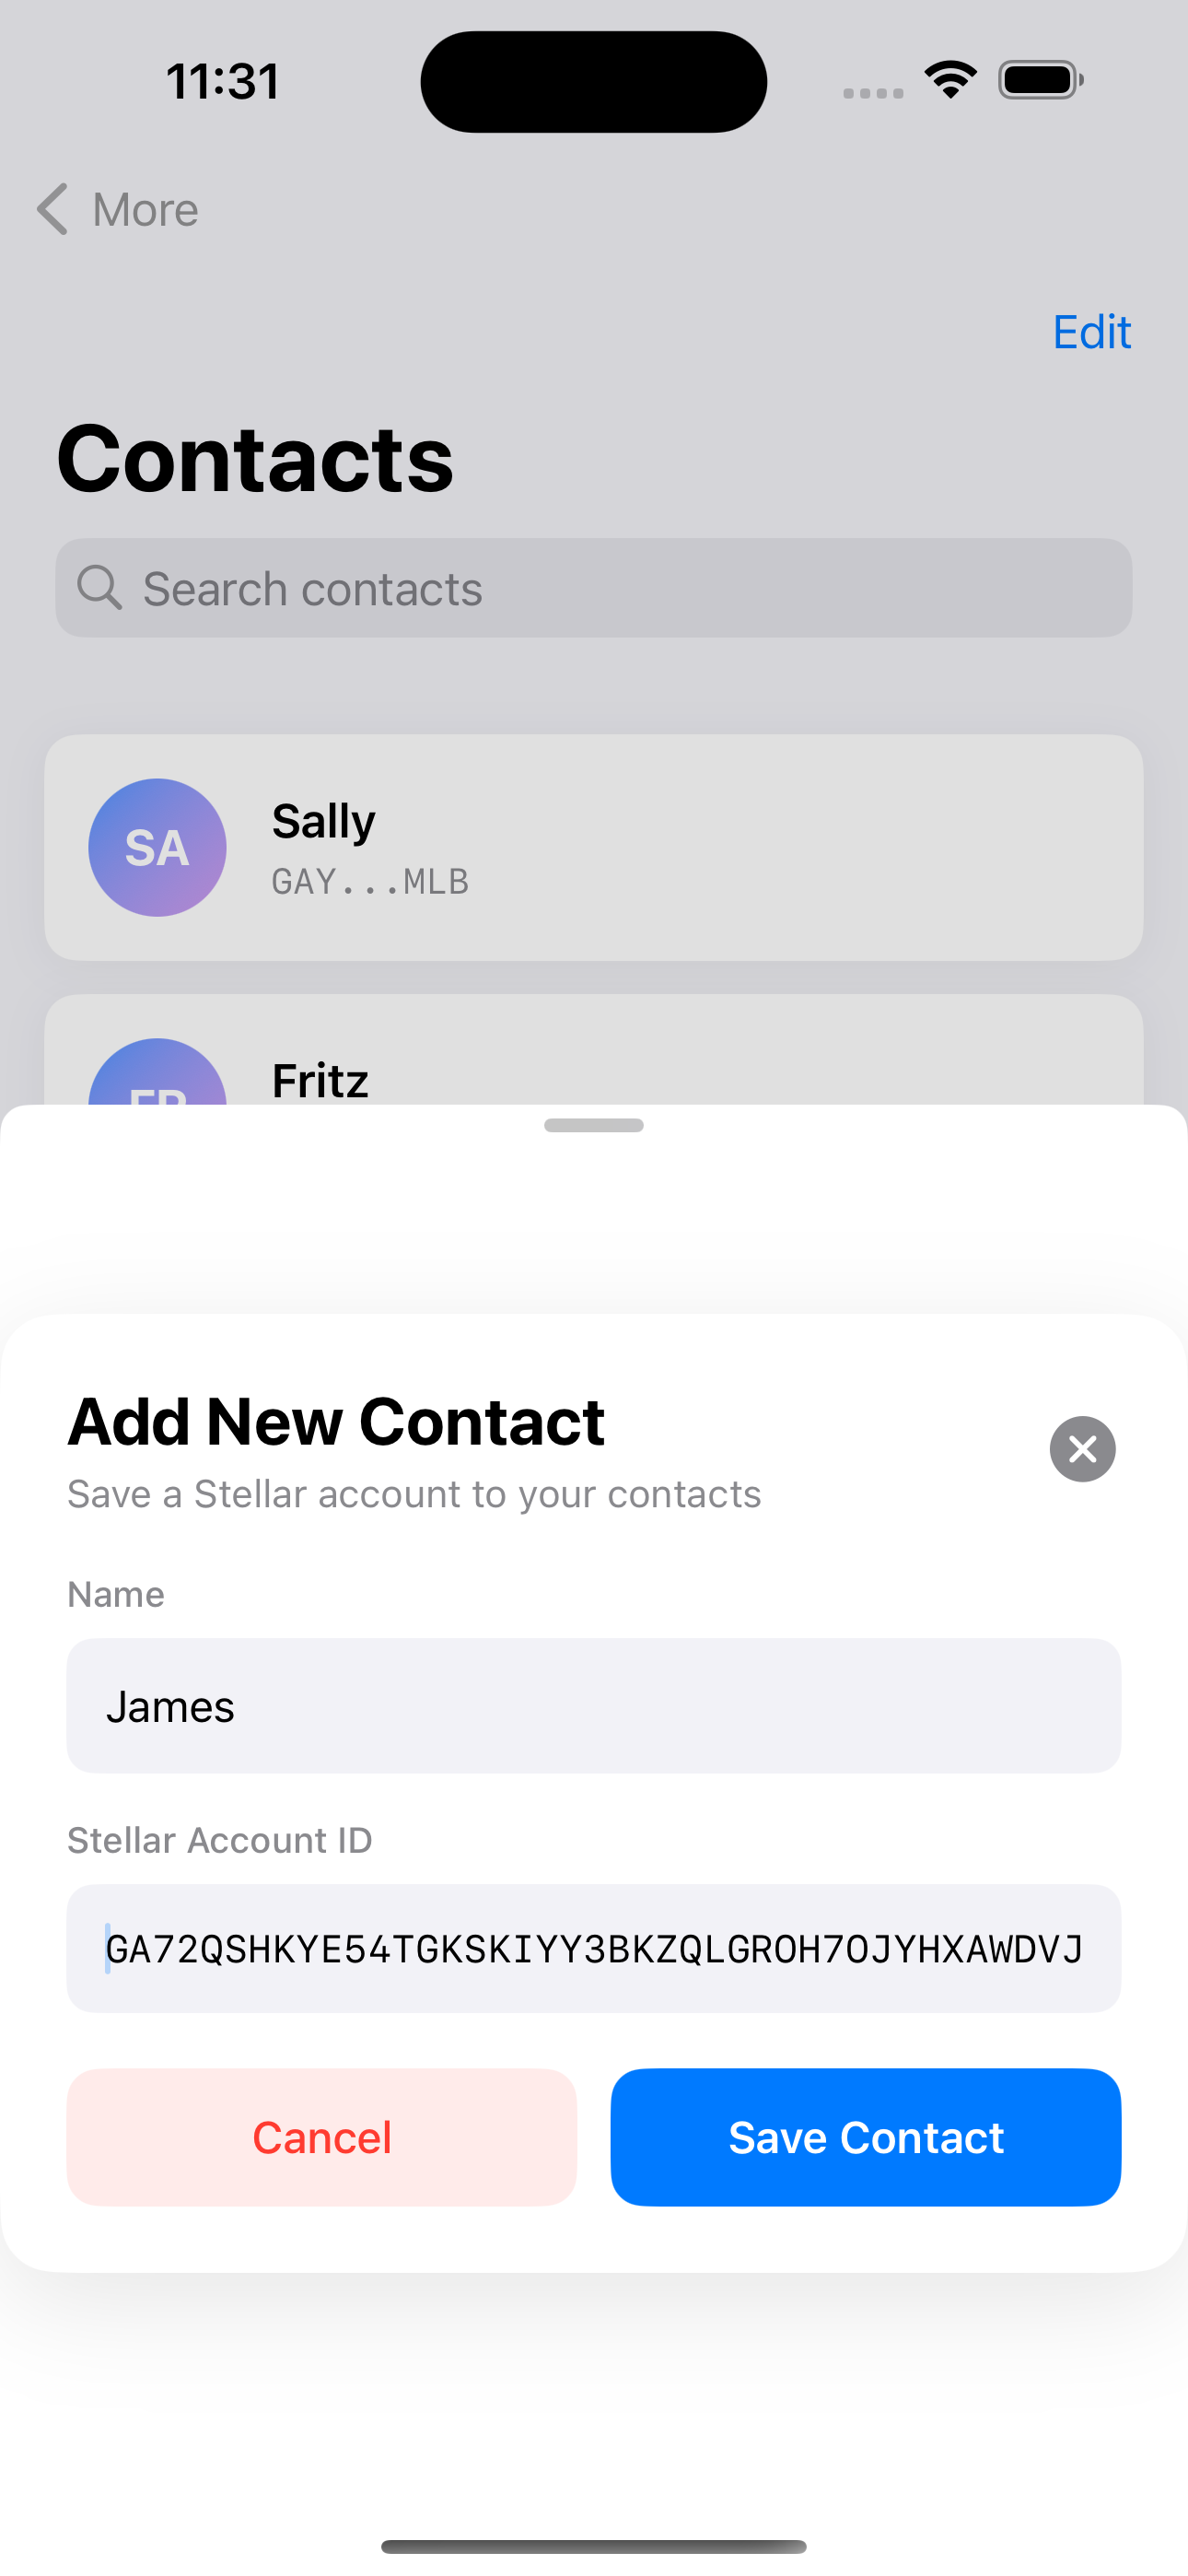 11:31
More
Edit
Contacts
Search contacts
SA
Sally
GAY...MLB
FR
Fritz
Add New Contact
Save a Stellar account to your contacts
Name
James
Stellar Account ID
GA72QSHKYE54TGKSKIYY3BKZQLGROH7OJYHXAWDVJ
Cancel
Save Contact